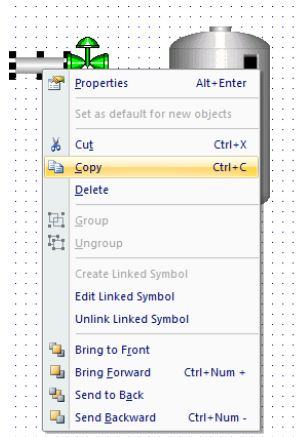 Properties Alt+Enter
Set as default for new objects
Cut Ctrl+X
Copy Ctrl+C
Delete
Group
Ungroup
Create Linked Symbol
Edit Linked Symbol
Unlink Linked Symbol
Bring to Front
Bring Forward Ctrl+Num +
Send to Back
Send Backward Ctrl+Num -